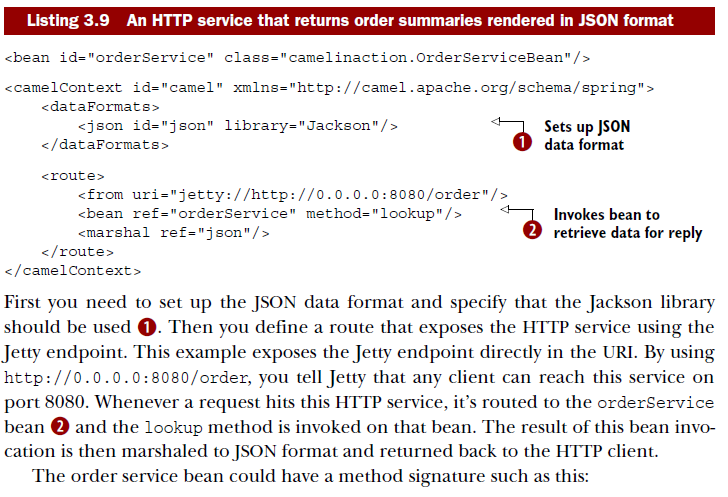 Listing 3.9 An HTTP service that returns order summaries rendered in JSON format
<bean id="orderService" class="camelinaction.OrderServiceBean"/>
<camelContext id="camel" xmlns="http://camel.apache.org/schema/spring">
<dataFormats>
<json id="json" library="Jackson"/>
</dataFormats>
1 Sets up JSON
data format
<route>
<from uri="jetty://http://0.0.0.0:8080/order"/>
<bean ref="orderService" method="lookup"/>
<marshal ref="json"/>
</route>
</camelContext>
2 Invokes bean to
retrieve data for reply
First you need to set up the JSON data format and specify that the Jackson library
should be used 1. Then you define a route that exposes the HTTP service using the
Jetty endpoint. This example exposes the Jetty endpoint directly in the URI. By using
http://0.0.0.0:8080/order, you tell Jetty that any client can reach this service on
port 8080. Whenever a request hits this HTTP service, it's routed to the orderService
bean 2 and the lookup method is invoked on that bean. The result of this bean invo-
cation is then marshaled to JSON format and returned back to the HTTP client.
The order service bean could have a method signature such as this: